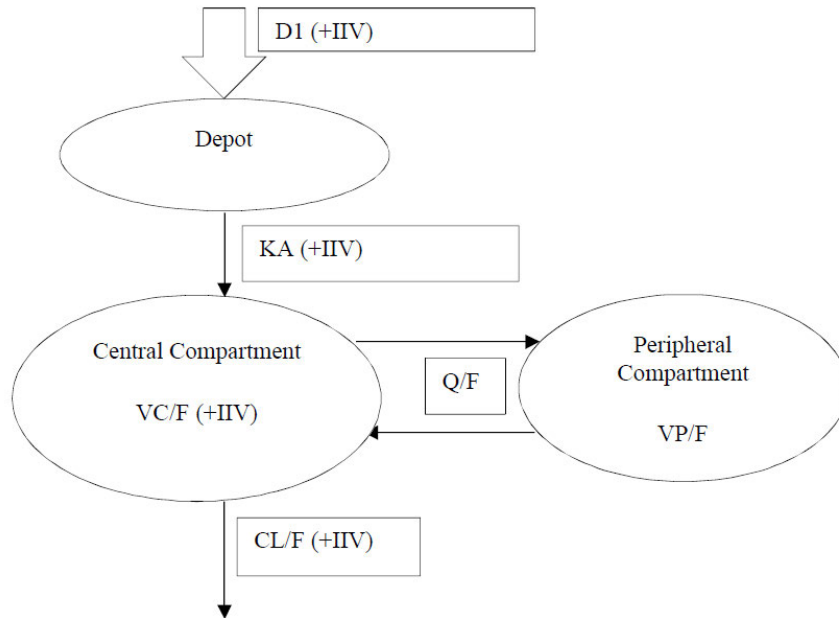 D1 (+IIV)
Depot
KA (+IIV)
Central Compartment
VC/F (+IIV)
Q/F
Peripheral
Compartment
VP/F
CL/F (+IIV)